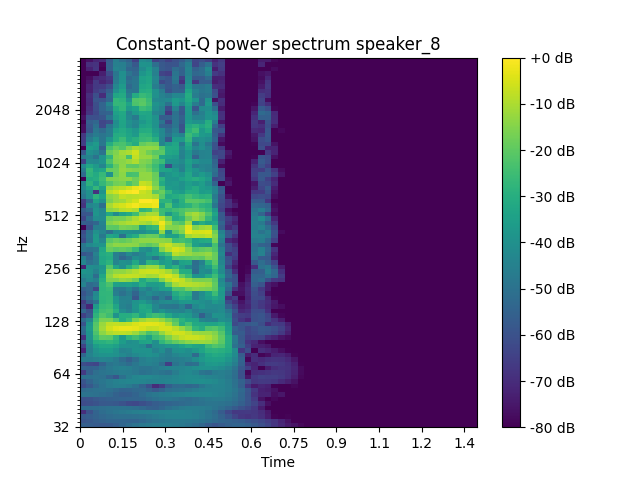 Constant-Q power spectrum speaker_8
Hz
2048
1024
512
256
128
64
32
0 0.15 0.3 0.45 0.6 0.75 0.9 1.1 1.2 1.4
Time
+0 dB
-10 dB
-20 dB
-30 dB
-40 dB
-50 dB
-60 dB
-70 dB
-80 dB